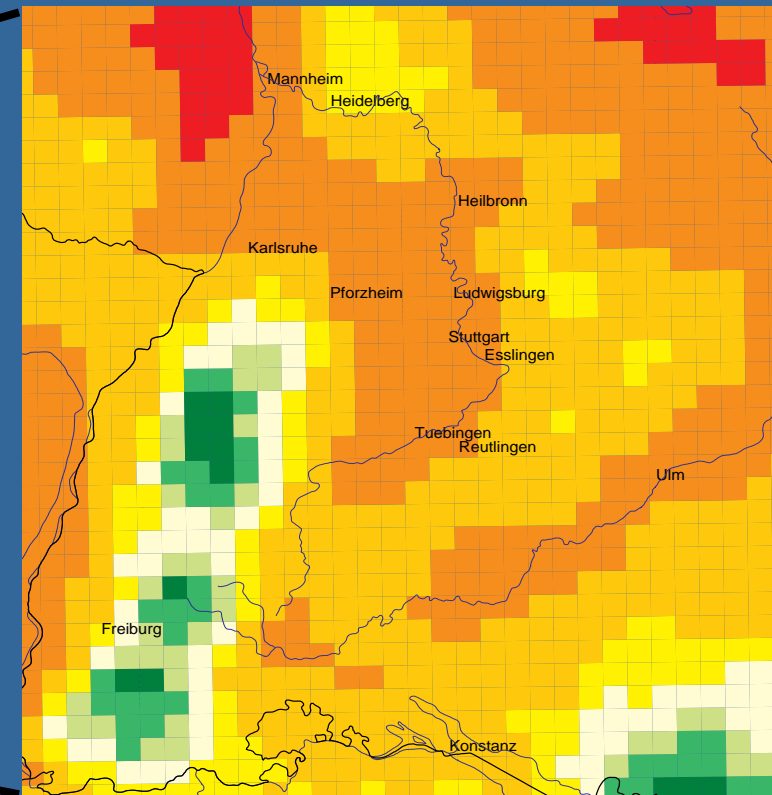 Mannheim
Heidelberg
Heilbronn
Karlsruhe
Pforzheim
Ludwigsburg
Stuttgart
Esslingen
Tuebingen
Reutlingen
Ulm
Freiburg
Konstanz